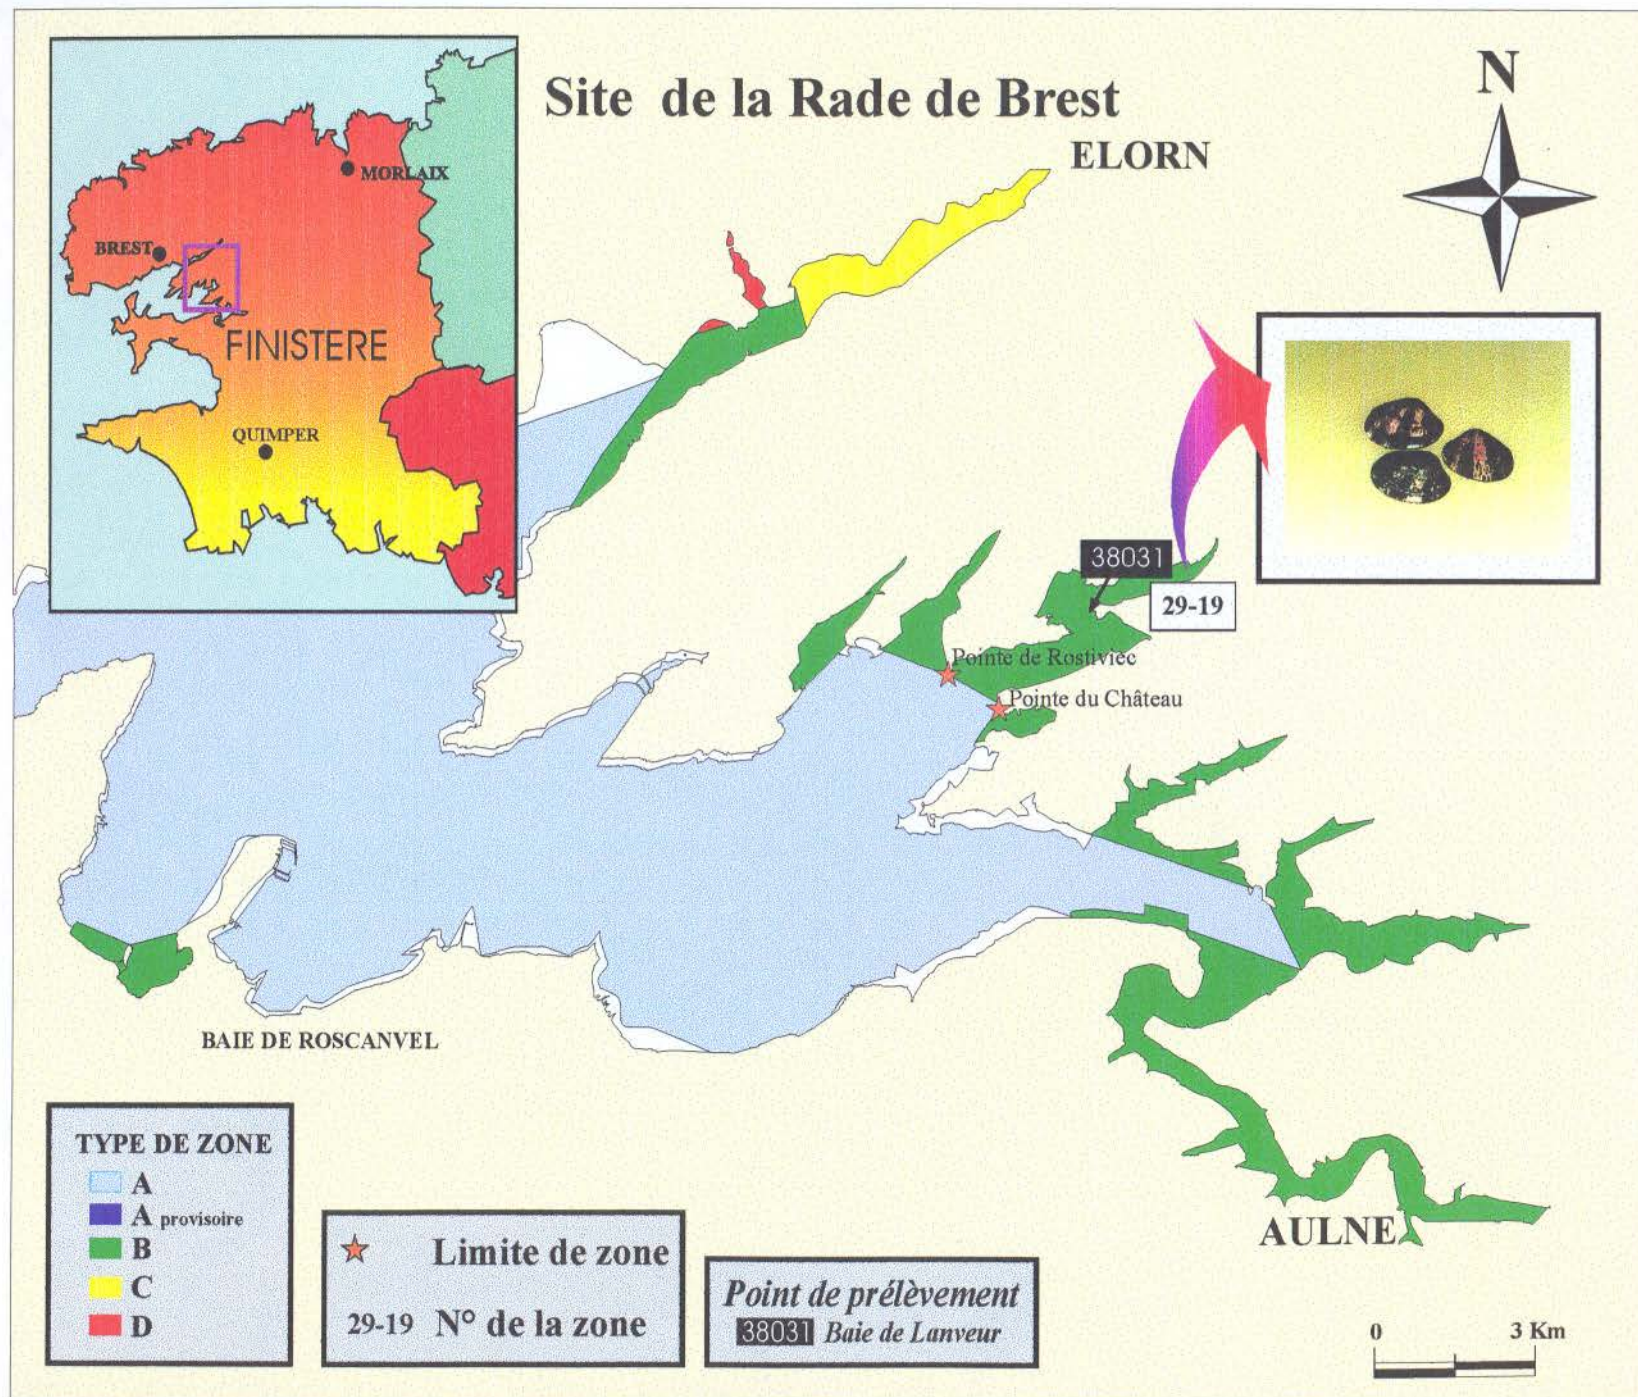 Site de la Rade de Brest
N
ELORN
MORLAIX
BREST
FINISTERE
QUIMPER
38031
29-19
Pointe de Rostiviec
Pointe du Château
BAIE DE ROSCANVEL
AULNE
TYPE DE ZONE
A
A provisoire
B
C
D
Limite de zone
29-19 N° de la zone
Point de prélèvement
38031 Baie de Lanveur
0 3 Km